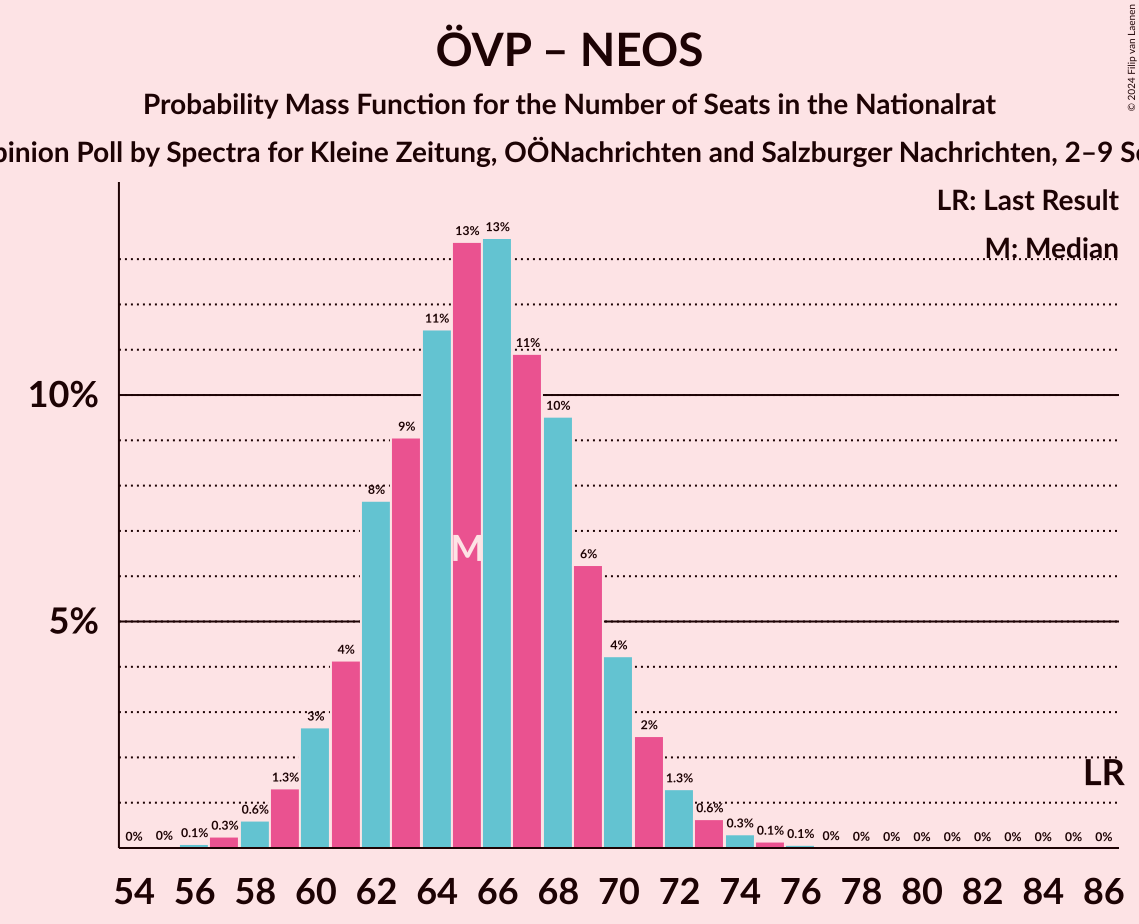 ÖVP – NEOS
Probability Mass Function for the Number of Seats in the Nationalrat
Opinion Poll by Spectra for Kleine Zeitung, OÖNachrichten and Salzburger Nachrichten, 2–9
© 2024 Filip van Laenen
LR: Last Result
M: Median
13% 13%
11%
11%
10%
10%
9%
8%
M
6%
5%
4%
4%
3%
2%
LR
1.3%
1.3%
0% 0% 0.1% 0.3% 0.6%
0.6% 0.3% 0.1% 0.1% 0% 0% 0% 0% 0% 0% 0% 0% 0% 0%
54 56 58 60 62 64 66 68 70 72 74 76 78 80 82 84 86